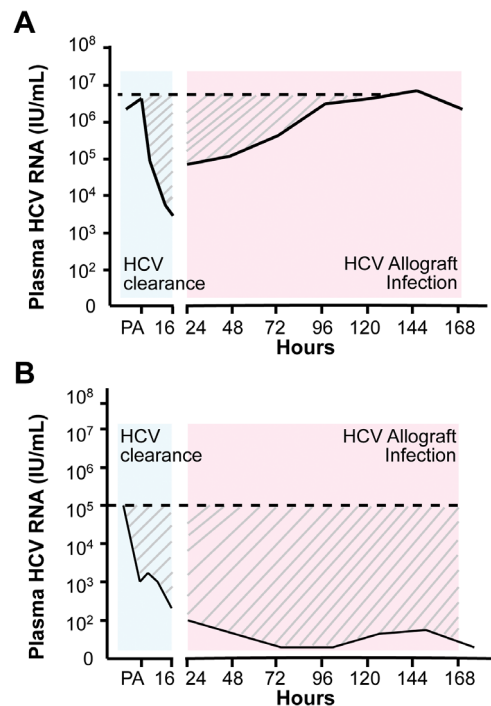 A
Plasma HCV RNA (IU/mL)
10⁸
10⁷
10⁶
10⁵
10⁴
10³
10²
0
HCV
clearance
HCV Allograft
Infection
PA 16 24 48 72 96 120 144 168
Hours
B
Plasma HCV RNA (IU/mL)
10⁸
10⁷
10⁶
10⁵
10³
10²
0
HCV
clearance
HCV Allograft
Infection
PA 16 24 48 72 96 120 144 168
Hours